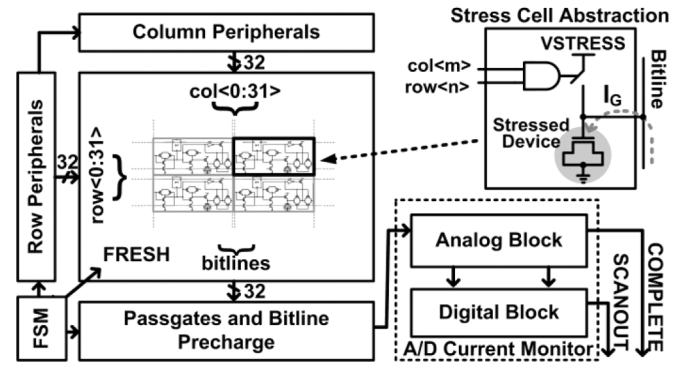 Column Peripherals
32
col<0:31>
Row Peripherals
32
row<0:31>
FRESH
bitlines
32
FSM
Passgates and Bitline
Precharge
Stress Cell Abstraction
VSTRESS
col<m>
row<n>
I_G
Bitline
Stressed
Device
Analog Block
Digital Block
A/D Current Monitor
SCANOUT
COMPLETE